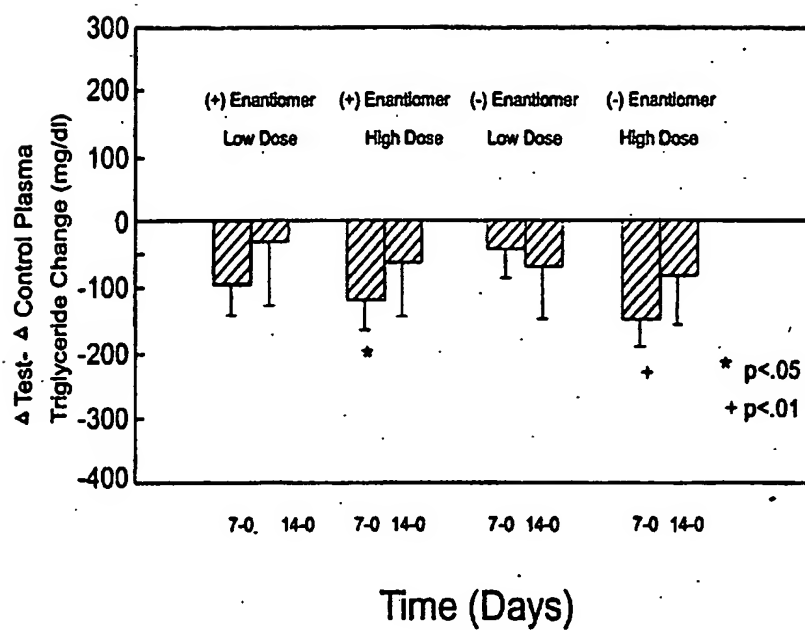 300
200
100
0
-100
-200
-300
-400
Δ Test- Δ Control Plasma
Triglyceride Change (mg/dl)
(+) Enantiomer (+) Enantiomer (-) Enantiomer (-) Enantiomer
Low Dose High Dose Low Dose High Dose
*
+
* p<.05
+ p<.01
7-0 14-0 7-0 14-0 7-0 14-0 7-0 14-0
Time (Days)